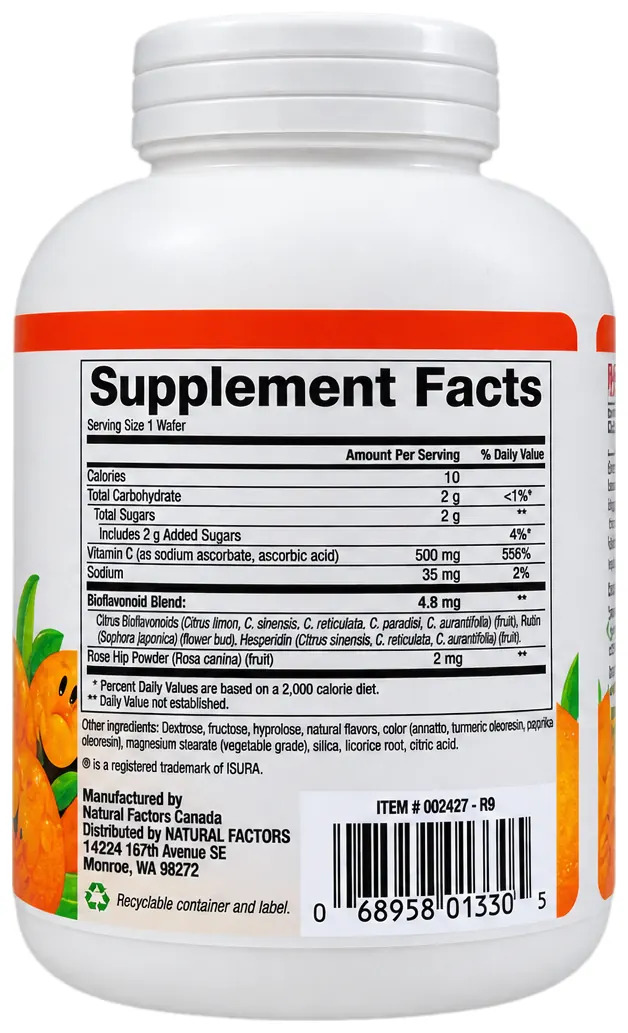 Supplement Facts
Serving Size 1 Wafer
Amount Per Serving % Daily Value
Calories 10
Total Carbohydrate 2 g <1%*
Total Sugars 2 g **
Includes 2 g Added Sugars 4%*
Vitamin C (as sodium ascorbate, ascorbic acid) 500 mg 556%
Sodium 35 mg 2%
Bioflavonoid Blend: 4.8 mg **
Citrus Bioflavonoids (Citrus limon, C. sinensis, C. reticulata, C. paradisi, C. aurantifolia) (fruit), Rutin
(Sophora japonica) (flower bud). Hesperidin (Citrus sinensis, C. reticulata, C. aurantifolia) (fruit).
Rose Hip Powder (Rosa canina) (fruit) 2 mg **
* Percent Daily Values are based on a 2,000 calorie diet.
** Daily Value not established.
Other ingredients: Dextrose, fructose, hyprolose, natural flavors, color (annatto, turmeric oleoresin, paprika
oleoresin), magnesium stearate (vegetable grade), silica, licorice root, citric acid.
® is a registered trademark of ISURA.
Manufactured by
Natural Factors Canada
Distributed by NATURAL FACTORS
14224 167th Avenue SE
Monroe, WA 98272
Recyclable container and label.
ITEM # 002427 - R9
0 68958 01330 5